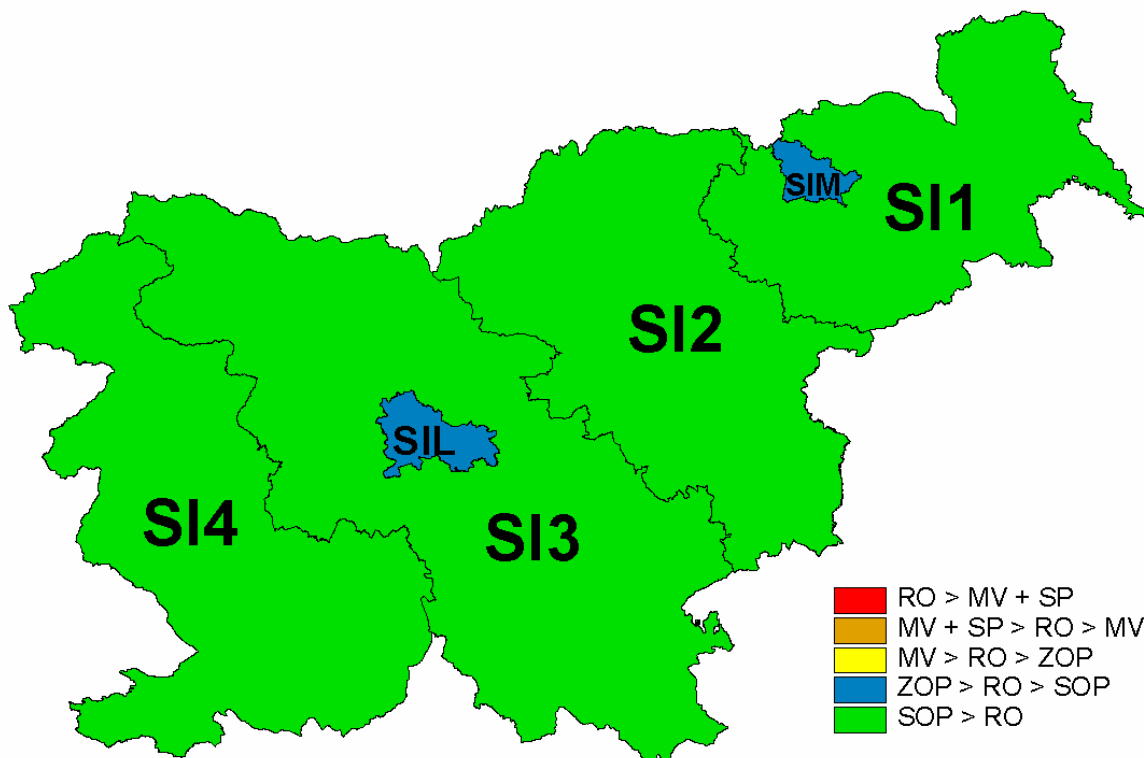 SIM
SI1
SI2
SIL
SI4
SI3
RO > MV + SP
MV + SP > RO > MV
MV > RO > ZOP
ZOP > RO > SOP
SOP > RO